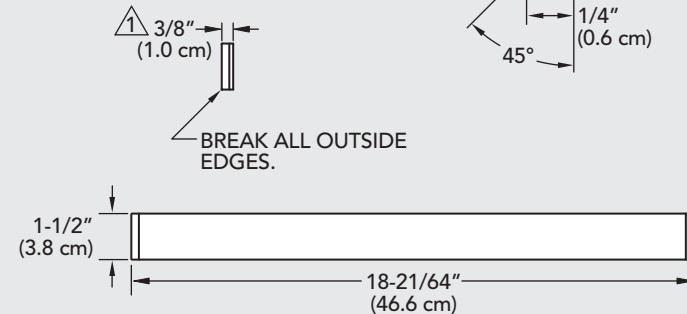 1 3/8"
(1.0 cm)
1/4"
(0.6 cm)
45°
BREAK ALL OUTSIDE
EDGES.
1-1/2"
(3.8 cm)
18-21/64"
(46.6 cm)